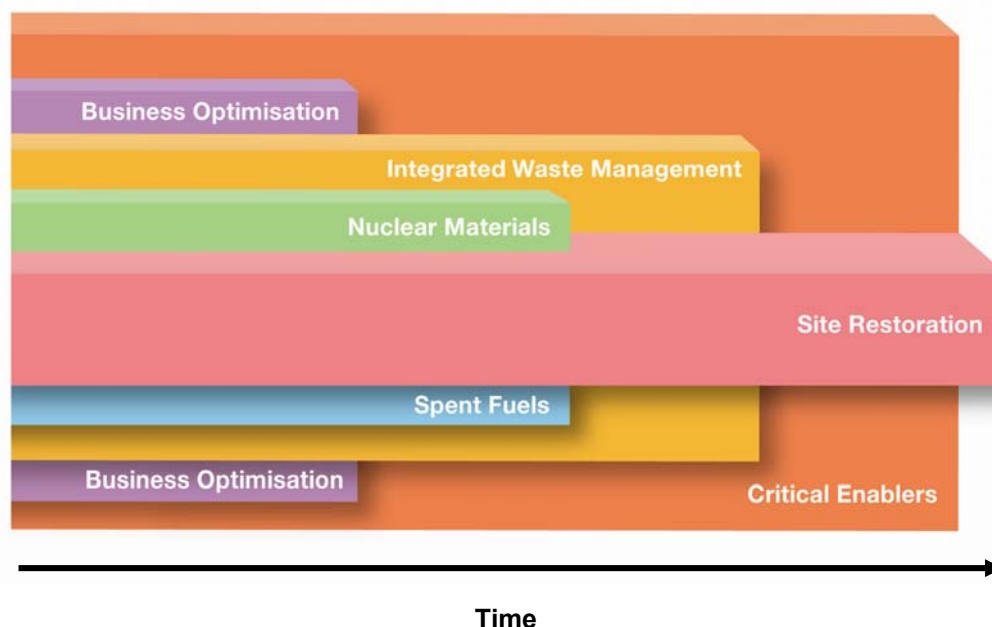 Business Optimisation
Integrated Waste Management
Nuclear Materials
Site Restoration
Spent Fuels
Business Optimisation
Critical Enablers
Time